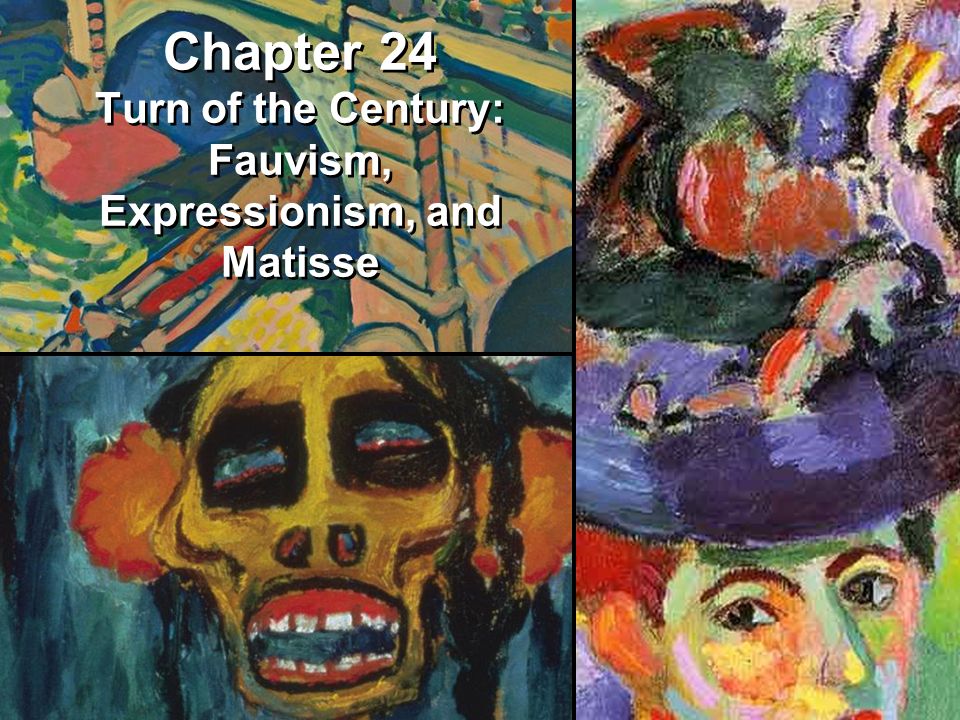 Chapter 24
Turn of the Century:
Fauvism,
Expressionism, and
Matisse